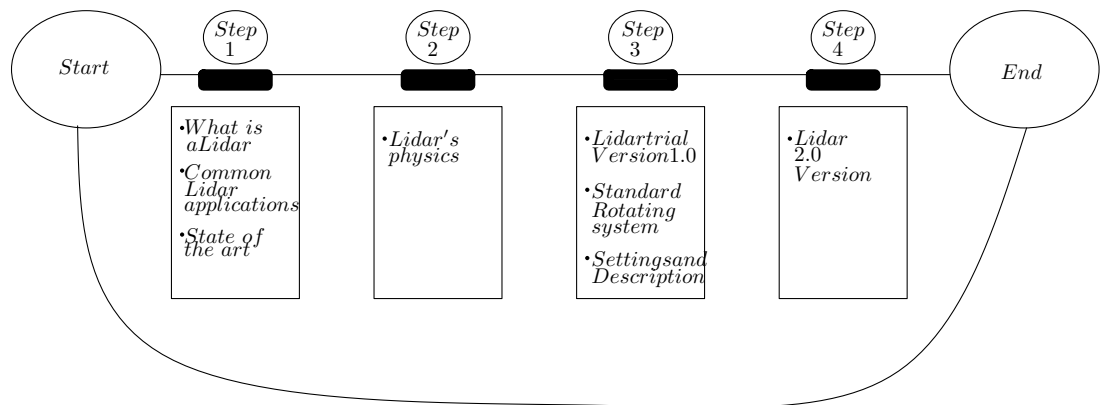 Start
Step
1
Step
2
Step
3
Step
4
End
•What is
aLidar
•Common
Lidar
applications
•State of
the art
•Lidar's
physics
•Lidartrial
Version1.0
•Standard
Rotating
system
•Settingsand
Description
•Lidar
2.0
Version